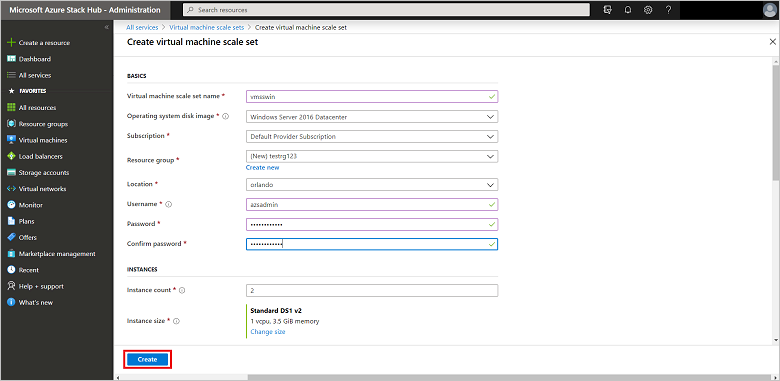 Microsoft Azure Stack Hub - Administration
Search resources
?
«
+ Create a resource
Dashboard
All services
FAVORITES
All resources
Resource groups
Virtual machines
Load balancers
Storage accounts
Virtual networks
Monitor
Plans
Offers
Marketplace management
Recent
Help + support
What's new
All services > Virtual machine scale sets > Create virtual machine scale set
Create virtual machine scale set
BASICS
Virtual machine scale set name * vmsswin
Operating system disk image * Windows Server 2016 Datacenter
Subscription * Default Provider Subscription
Resource group * (New) testrg123
Create new
Location * orlando
Username * azsadmin
Password * ••••••••••••
Confirm password * ••••••••••••
INSTANCES
Instance count * 2
Instance size * Standard DS1 v2
1 vcpu, 3.5 GiB memory
Change size
Create